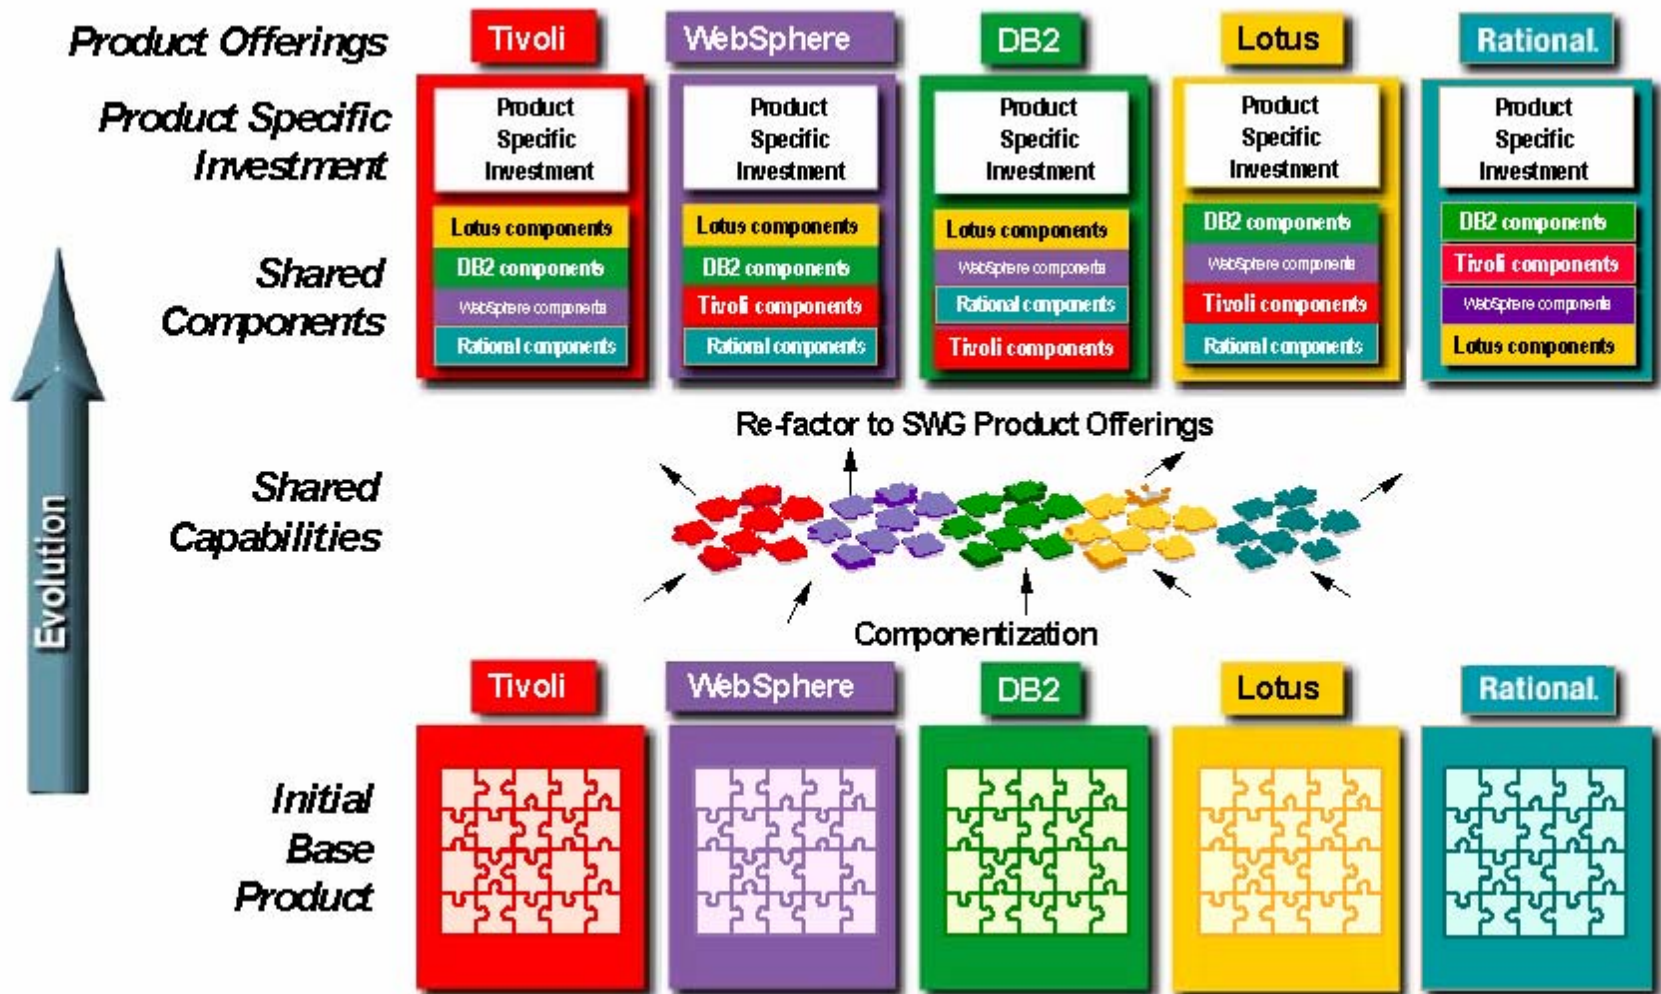 Product Offerings
Tivoli
WebSphere
DB2
Lotus
Rational.
Product Specific
Investment
Product
Specific
Investment
Product
Specific
Investment
Product
Specific
Investment
Product
Specific
Investment
Product
Specific
Investment
Shared
Components
Lotus components
DB2 components
WebSphere components
Rational components
Lotus components
DB2 components
Tivoli components
Rational components
Lotus components
WebSphere components
Rational components
Tivoli components
DB2 components
WebSphere components
Tivoli components
Rational components
DB2 components
Tivoli components
WebSphere components
Lotus components
Evolution
Re-factor to SWG Product Offerings
Shared
Capabilities
Componentization
Tivoli
WebSphere
DB2
Lotus
Rational.
Initial
Base
Product